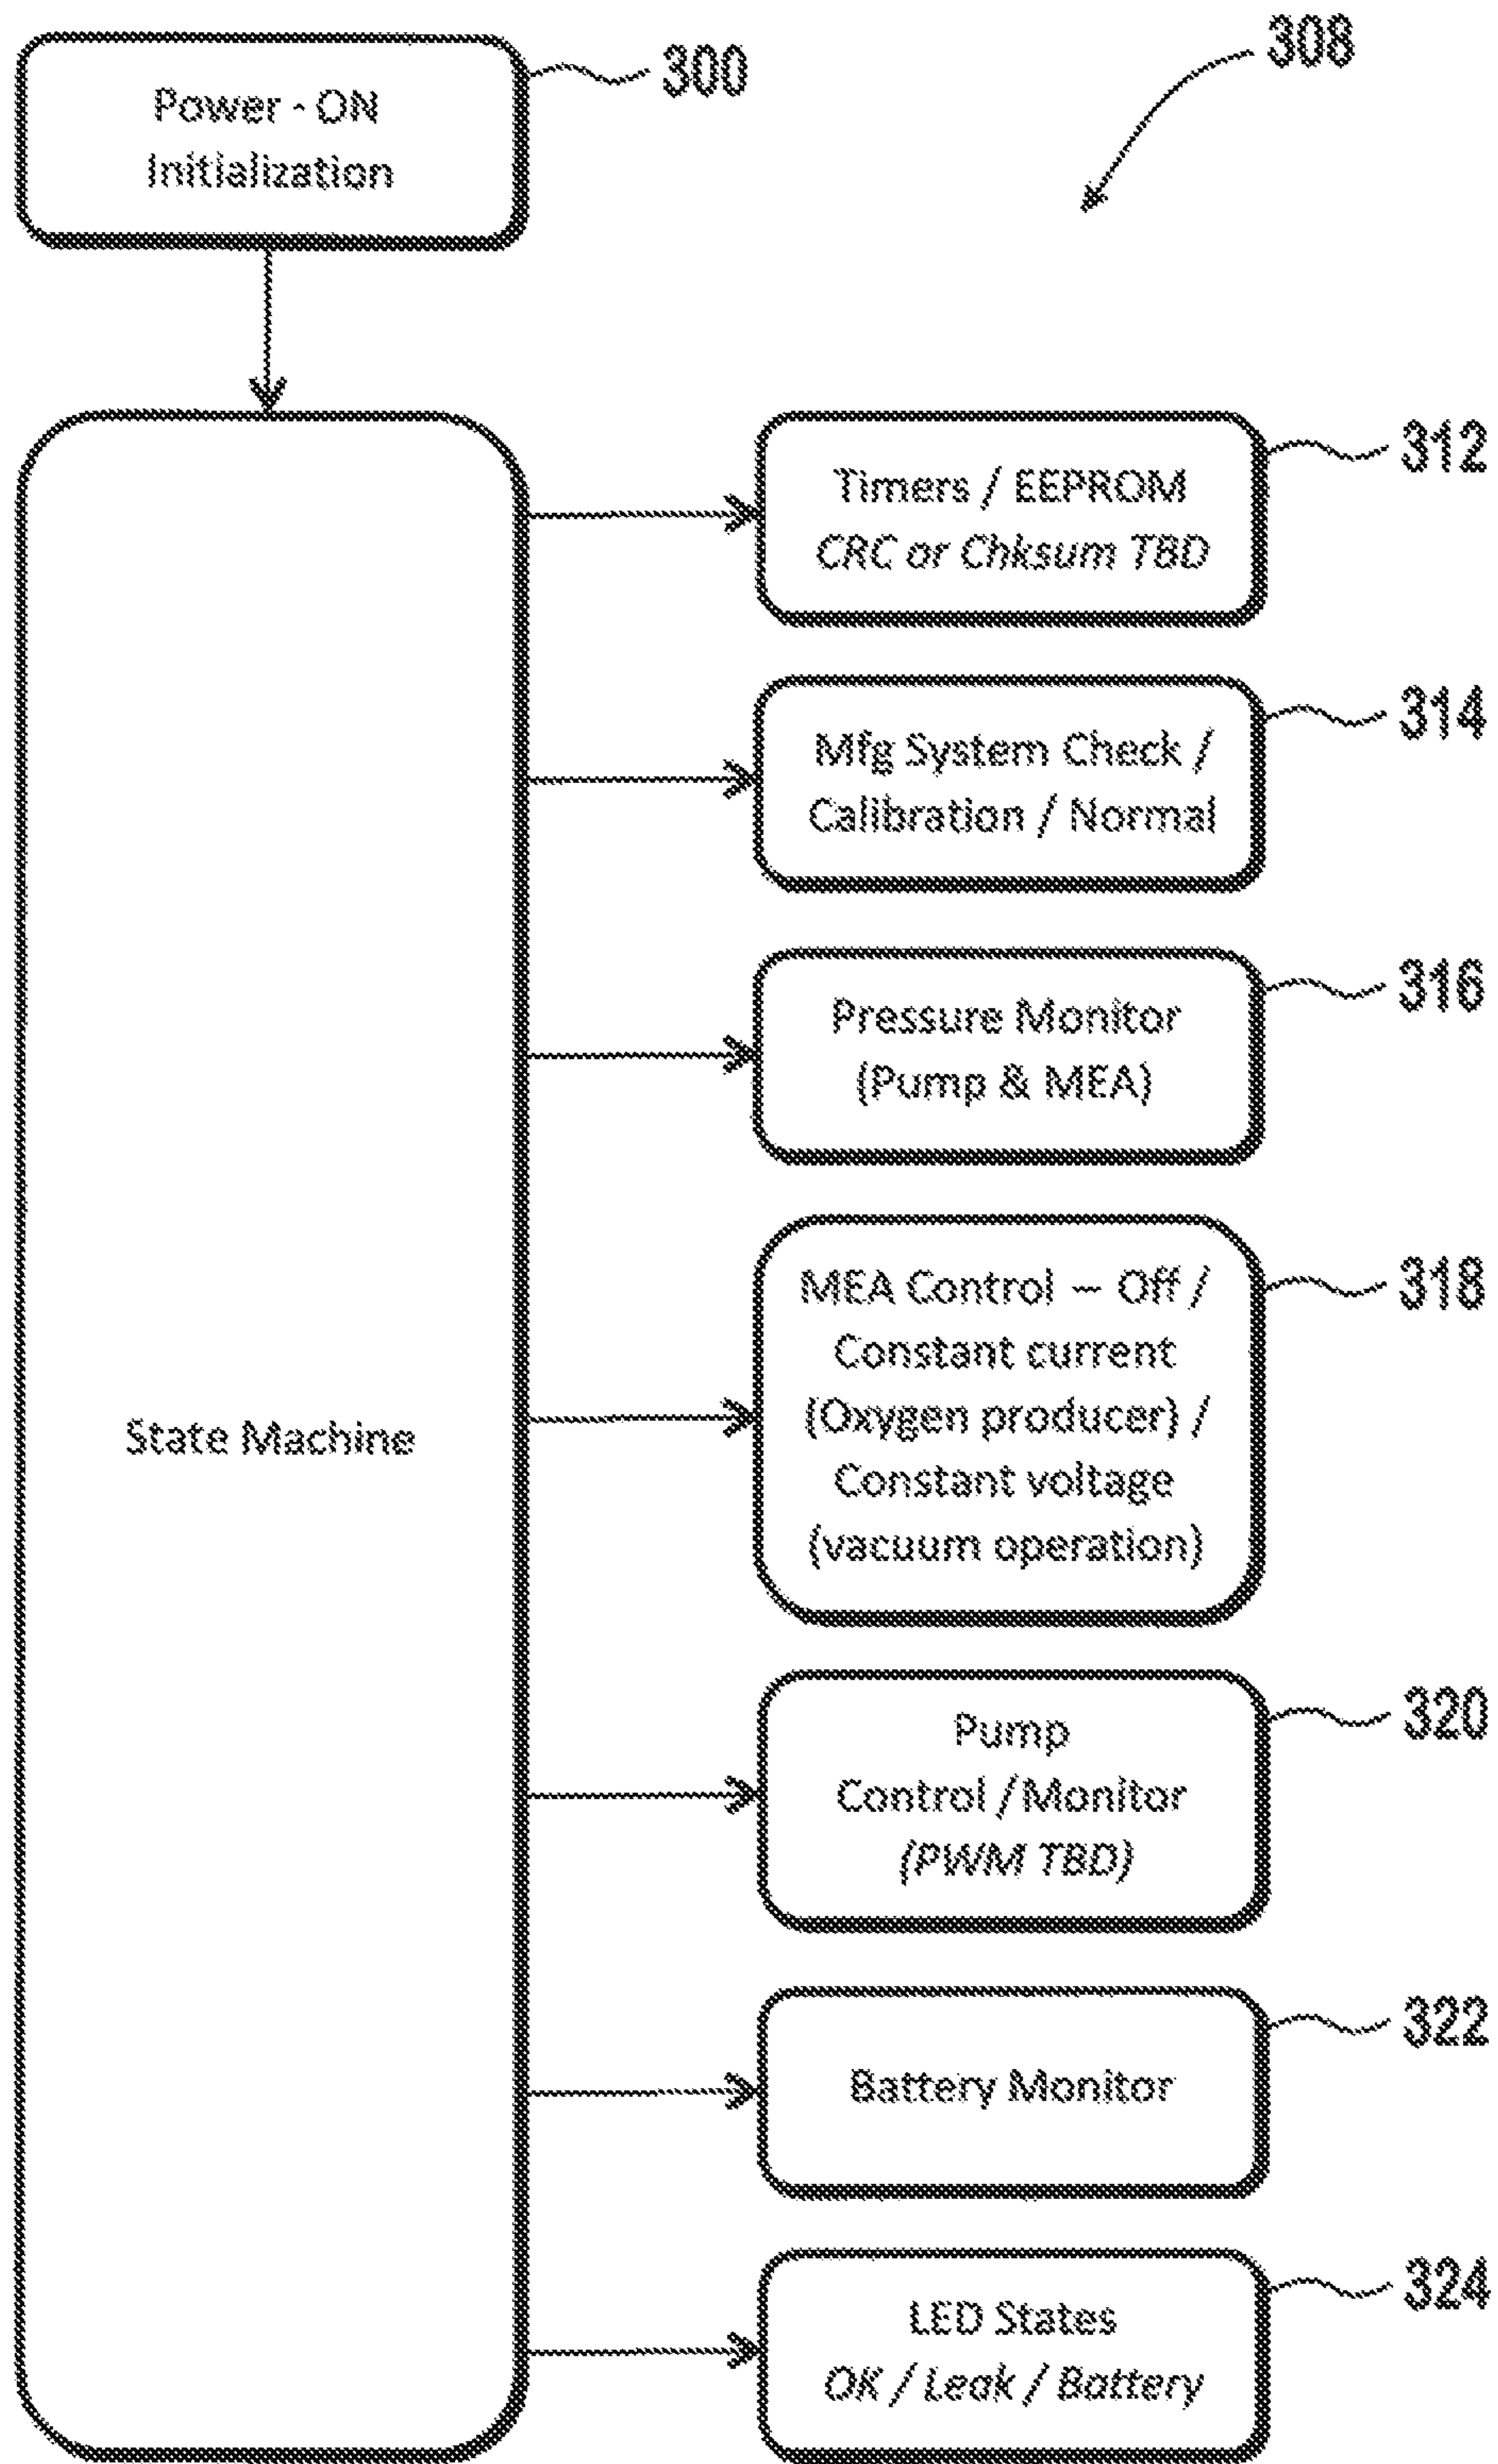 Power - ON
Initialization
300
308
State Machine
Timers / EEPROM
CRC or Chksum TBD
312
Mfg System Check /
Calibration / Normal
314
Pressure Monitor
(Pump & MEA)
316
MEA Control – Off /
Constant current
(Oxygen producer) /
Constant voltage
(vacuum operation)
318
Pump
Control /Monitor
(PWM TBD)
320
Battery Monitor
322
LED States
OK / Leak / Battery
324